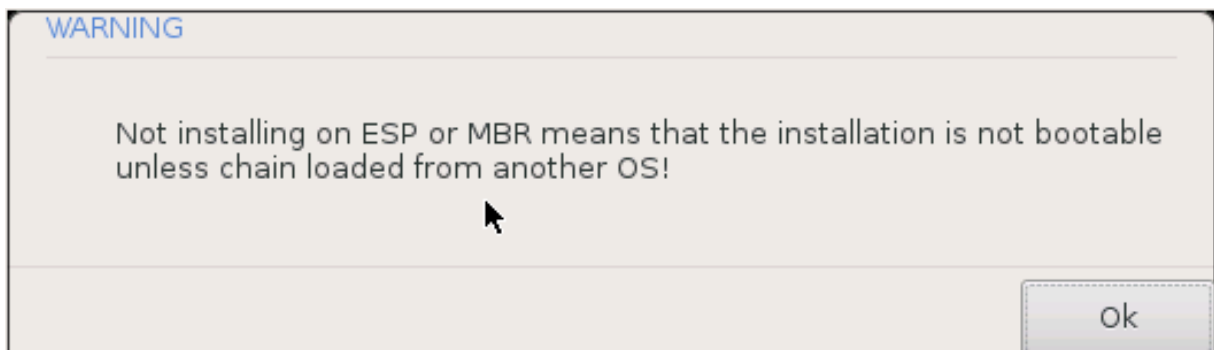 WARNING
Not installing on ESP or MBR means that the installation is not bootable
unless chain loaded from another OS!
Ok